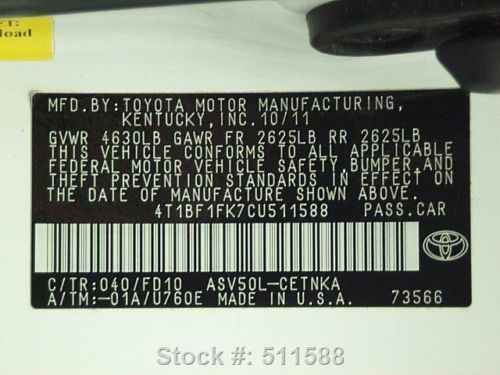 load
MFD. BY: TOYOTA MOTOR MANUFACTURING,
KENTUCKY, INC. 10/11
GVWR 4630LB GAWR FR 2625LB RR 2625LB
THIS VEHICLE CONFORMS TO ALL APPLICABLE
FEDERAL MOTOR VEHICLE SAFETY, BUMPER AND
THEFT PREVENTION STANDARDS IN EFFECT ON
THE DATE OF MANUFACTURE SHOWN ABOVE.
4T1BF1FK7CU511588 PASS. CAR
C/TR: 040/FD10 ASV50L-CETNKA
A/TM: -01A/U760E MADE IN U.S.A. 73566
Stock #: 511588